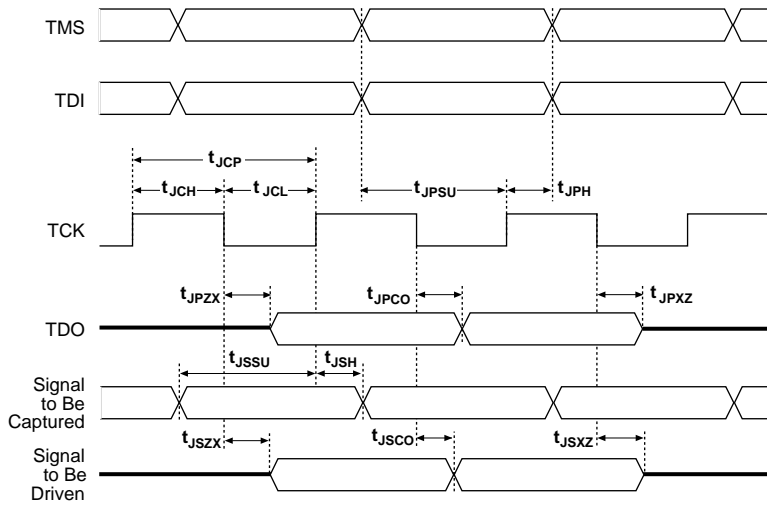 TMS
TDI
tJCP
tJCH
tJCL
tJPSU
tJPH
TCK
tJPZX
tJPCO
tJPXZ
TDO
tJSSU
tJSH
Signal
to Be
Captured
tJSZX
tJSCO
tJSXZ
Signal
to Be
Driven